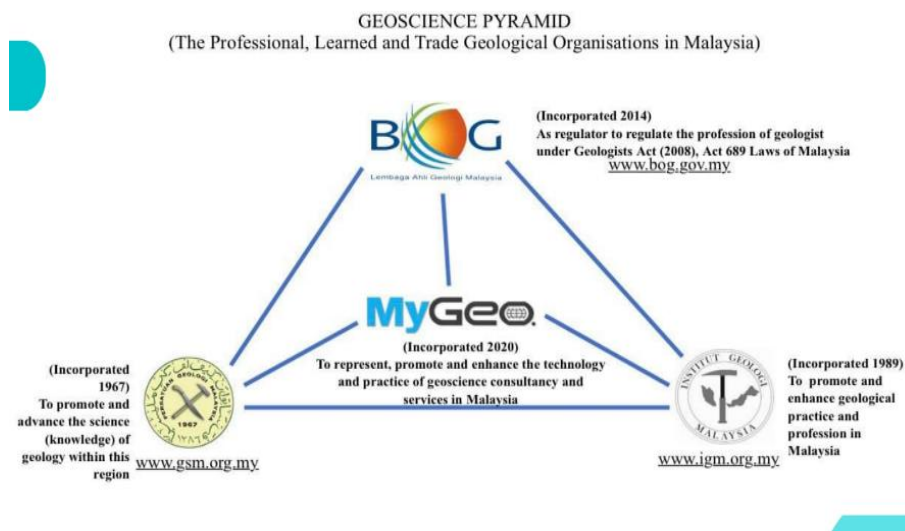 GEOSCIENCE PYRAMID
(The Professional, Learned and Trade Geological Organisations in Malaysia)
BOG
Lembaga Ahli Geologi Malaysia
(Incorporated 2014)
As regulator to regulate the profession of geologist
under Geologists Act (2008), Act 689 Laws of Malaysia
www.bog.gov.my
MyGeo
(Incorporated 2020)
To represent, promote and enhance the technology
and practice of geoscience consultancy and
services in Malaysia
(Incorporated
1967)
To promote and
advance the science
(knowledge) of
geology within this
region
PERSATUAN GEOLOGI MALAYSIA
1967
www.gsm.org.my
INSTITUT GEOLOGI
MALAYSIA
www.igm.org.my
(Incorporated 1989)
To promote and
enhance geological
practice and
profession in
Malaysia